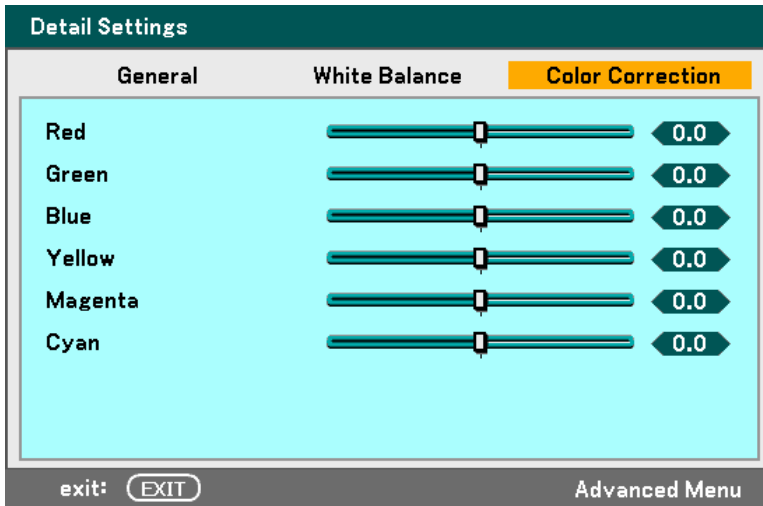 Detail Settings
General White Balance Color Correction
Red 0.0
Green 0.0
Blue 0.0
Yellow 0.0
Magenta 0.0
Cyan 0.0
exit: EXIT Advanced Menu